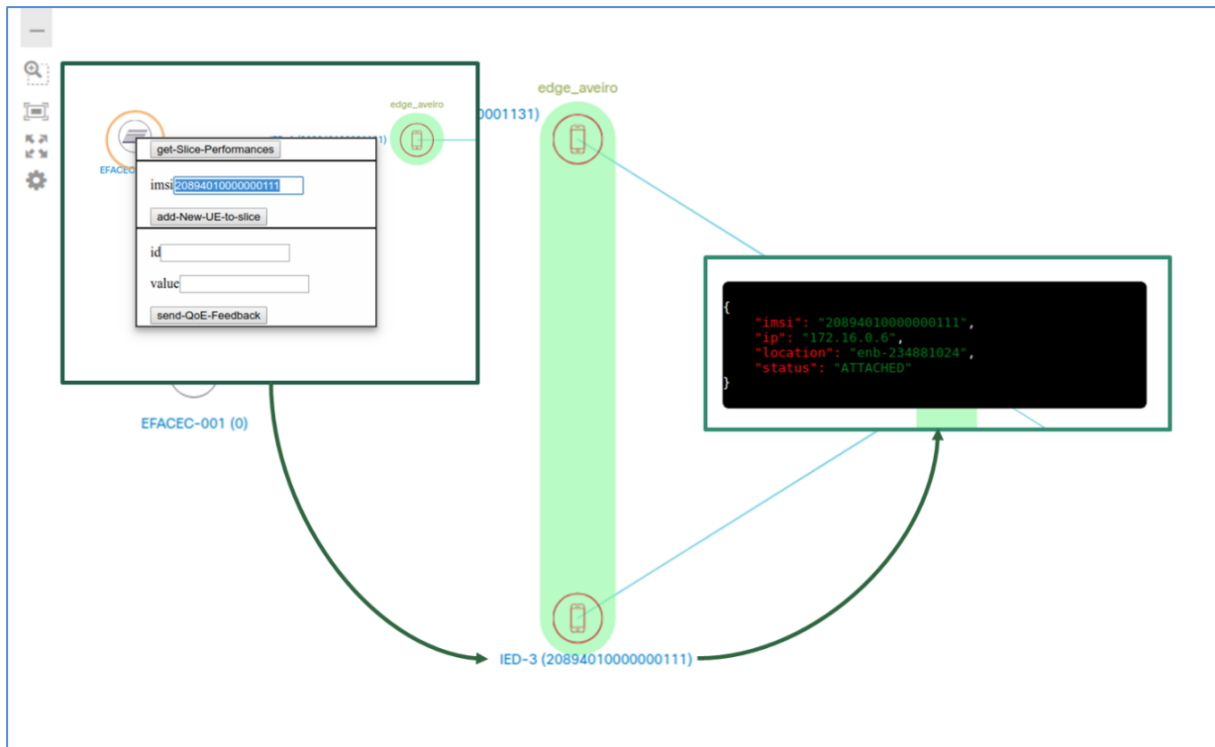 edge_aveiro
0001131)
edge_aveiro
get-Slice-Performances
imsi 20894010000000111
add-New-UE-to-slice
id
value
send-QoE-Feedback
EFACEC-001 (0)
{
"imsi": "20894010000000111",
"ip": "172.16.0.6",
"location": "enb-234881024",
"status": "ATTACHED"
}
IED-3 (20894010000000111)